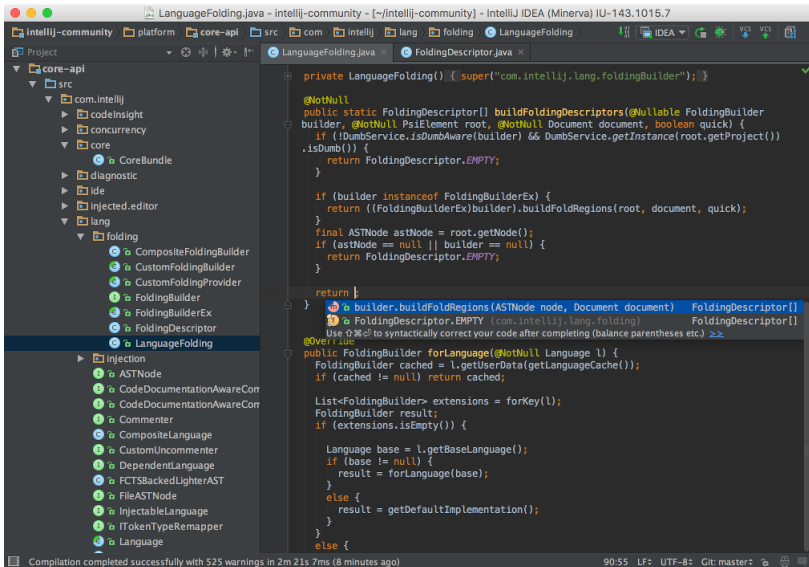 LanguageFolding.java - intellij-community - [~/intellij-community] - IntelliJ IDEA (Minerva) IU-143.1015.7
intellij-community platform core-api src com intellij lang folding LanguageFolding IDEA VCS VCS
Project
LanguageFolding.java × FoldingDescriptor.java ×
core-api
src
com.intellij
codeInsight
concurrency
core
CoreBundle
diagnostic
ide
injected.editor
lang
folding
CompositeFoldingBuilder
CustomFoldingBuilder
CustomFoldingProvider
FoldingBuilder
FoldingBuilderEx
FoldingDescriptor
LanguageFolding
injection
ASTNode
CodeDocumentationAwareCom
CodeDocumentationAwareCom
Commenter
CompositeLanguage
CustomUncommenter
DependentLanguage
FCTSBackedLighterAST
FileASTNode
InjectableLanguage
ITokenTypeRemapper
Language
private LanguageFolding() { super("com.intellij.lang.foldingBuilder"); }
@NotNull
public static FoldingDescriptor[] buildFoldingDescriptors(@Nullable FoldingBuilder
builder, @NotNull PsiElement root, @NotNull Document document, boolean quick) {
if (!DumbService.isDumbAware(builder) && DumbService.getInstance(root.getProject())
.isDumb()) {
return FoldingDescriptor.EMPTY;
}
if (builder instanceof FoldingBuilderEx) {
return ((FoldingBuilderEx)builder).buildFoldRegions(root, document, quick);
}
final ASTNode astNode = root.getNode();
if (astNode == null || builder == null) {
return FoldingDescriptor.EMPTY;
}
return ;
} builder.buildFoldRegions(ASTNode node, Document document) FoldingDescriptor[]
FoldingDescriptor.EMPTY (com.intellij.lang.folding) FoldingDescriptor[]
Use ⇧⌘⏎ to syntactically correct your code after completing (balance parentheses etc.) >>
@Override
public FoldingBuilder forLanguage(@NotNull Language l) {
FoldingBuilder cached = l.getUserData(getLanguageCache());
if (cached != null) return cached;
List<FoldingBuilder> extensions = forKey(l);
FoldingBuilder result;
if (extensions.isEmpty()) {
Language base = l.getBaseLanguage();
if (base != null) {
result = forLanguage(base);
}
else {
result = getDefaultImplementation();
}
}
else {
Compilation completed successfully with 525 warnings in 2m 21s 7ms (8 minutes ago) 90:55 LF÷ UTF-8÷ Git: master÷